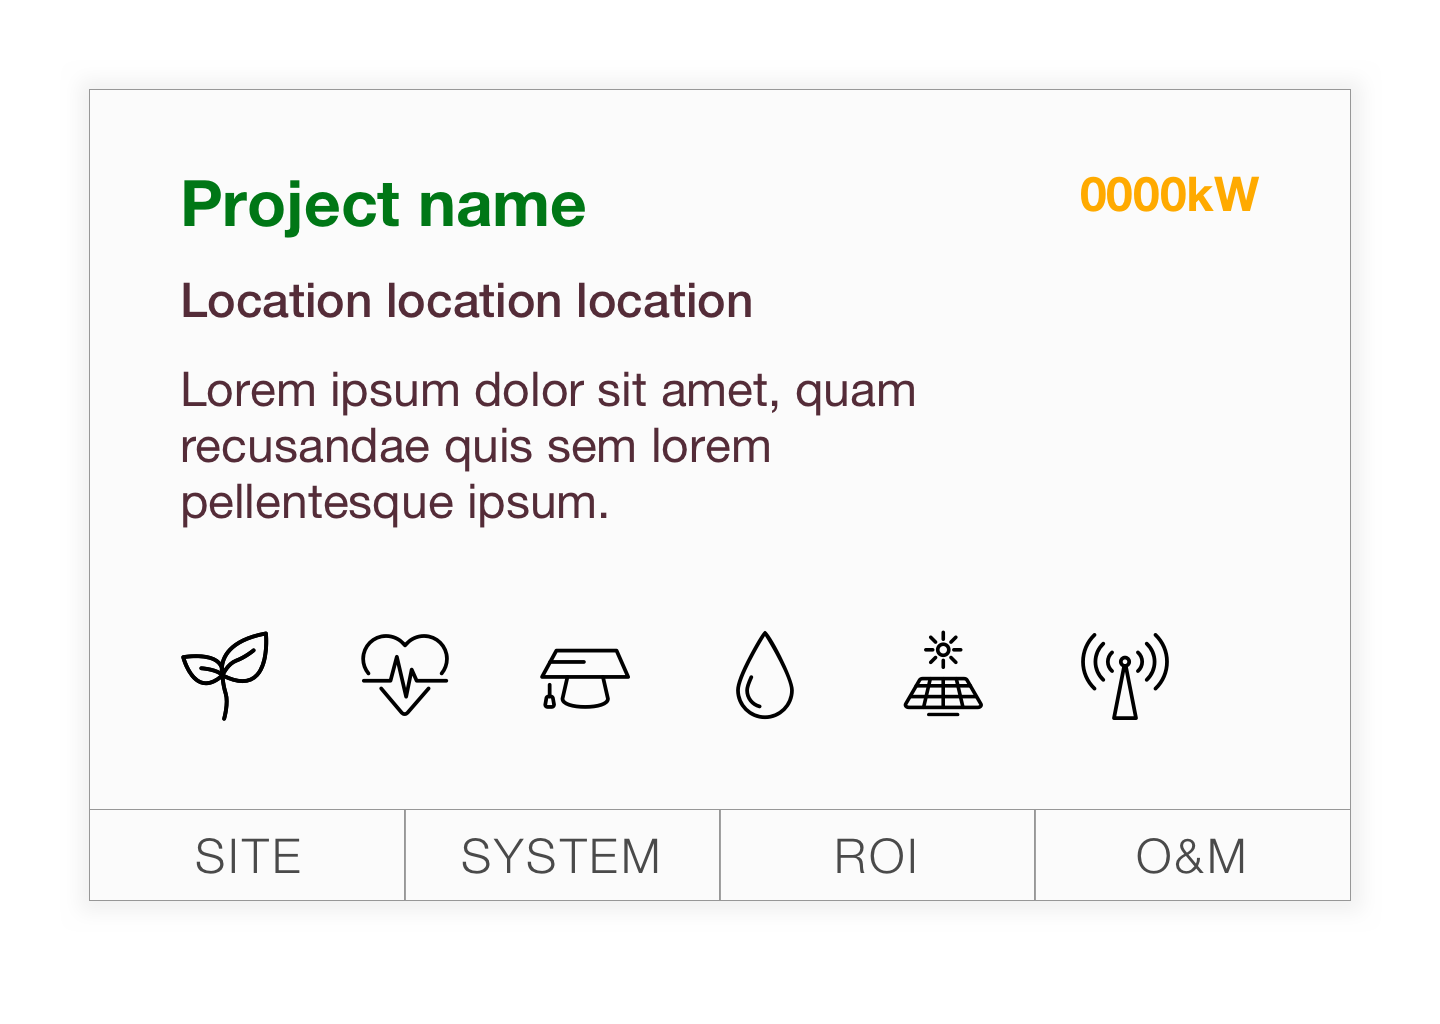 Project name
0000kW
Location location location
Lorem ipsum dolor sit amet, quam
recusandae quis sem lorem
pellentesque ipsum.
SITE
SYSTEM
ROI
O&M